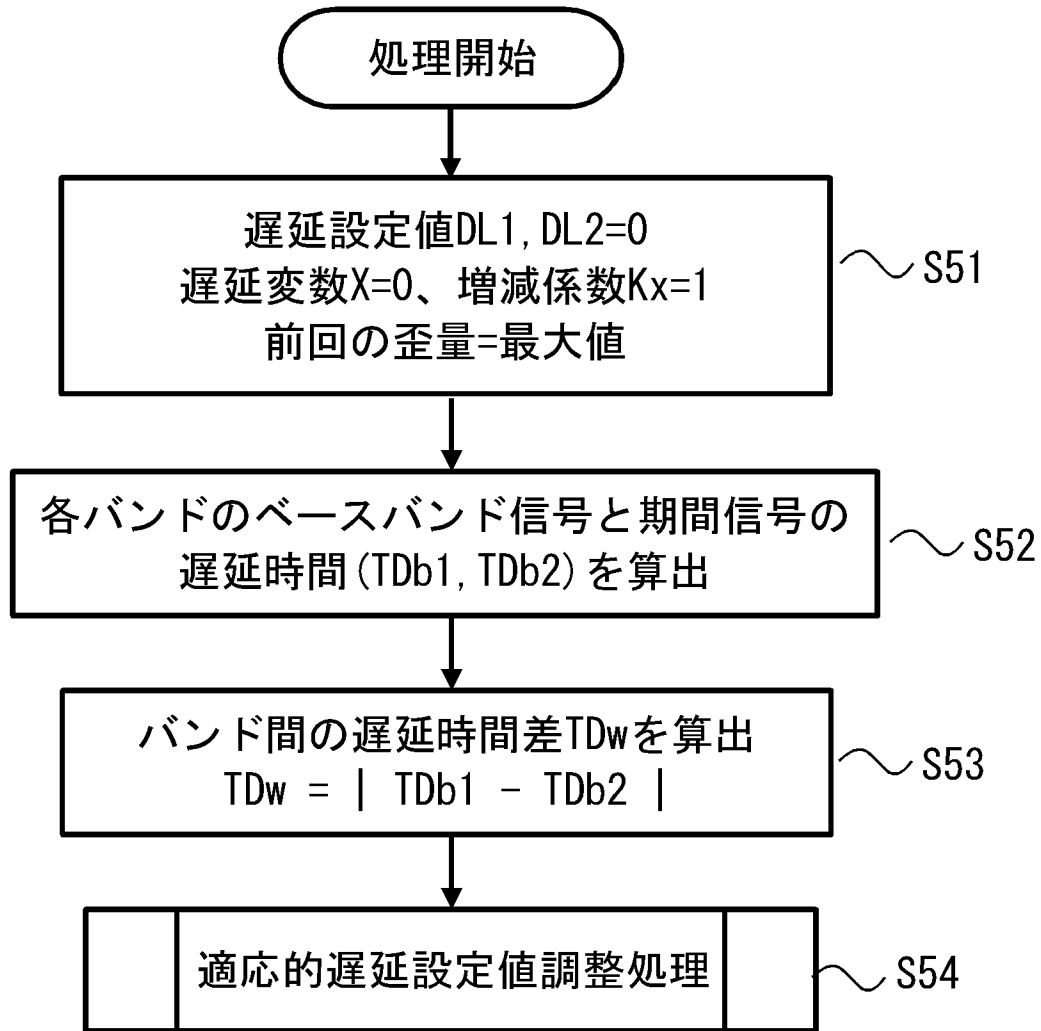 処理開始
遅延設定値DL1,DL2=0
遅延変数X=0、増減係数Kx=1
前回の歪量=最大値
S51
各バンドのベースバンド信号と期間信号の
遅延時間(TDb1,TDb2)を算出
S52
バンド間の遅延時間差TDwを算出
TDw = | TDb1 - TDb2 |
S53
適応的遅延設定値調整処理
S54